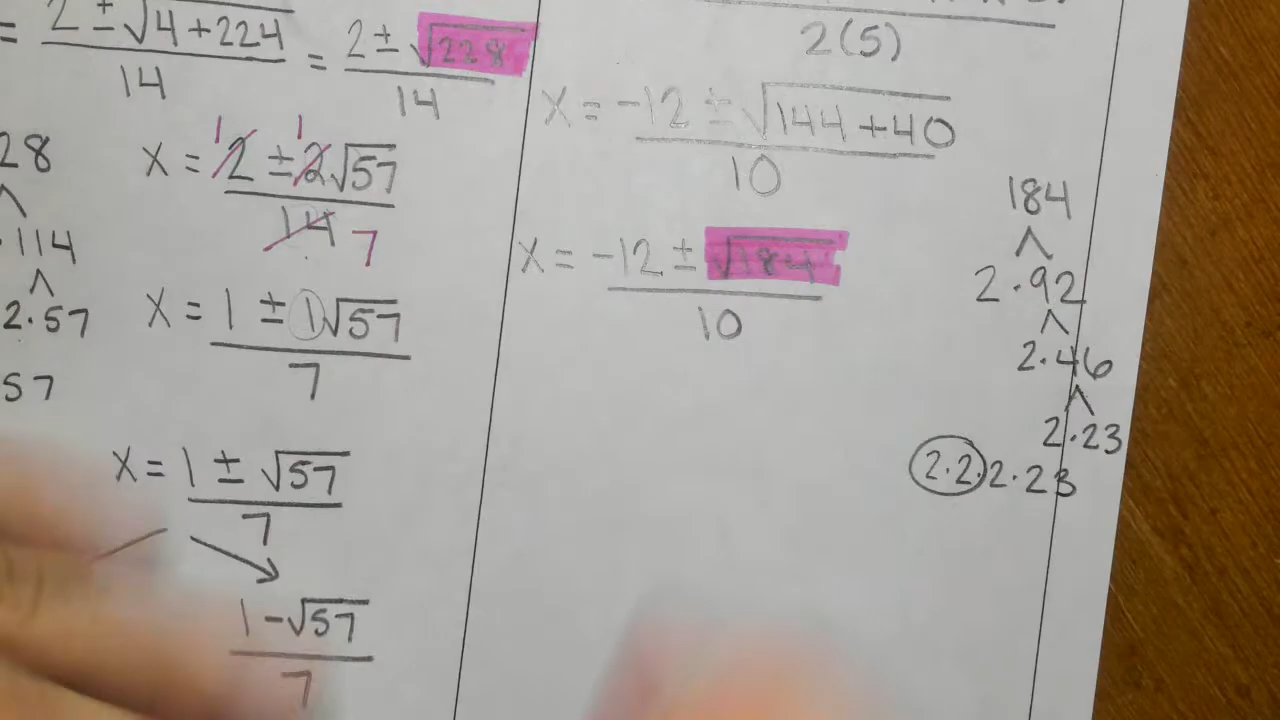 = 2 ± √4 + 224 / 14 = 2 ± √228 / 14
28
.114
2.57
57
x = 2 ± 2√57 / 14
1 1 7
x = 1 ± 1√57 / 7
x = 1 ± √57 / 7
1 - √57 / 7
2(5)
x = -12 ± √144 + 40 / 10
x = -12 ± √184 / 10
184
2.92
2.46
2.23
2.2.2.23